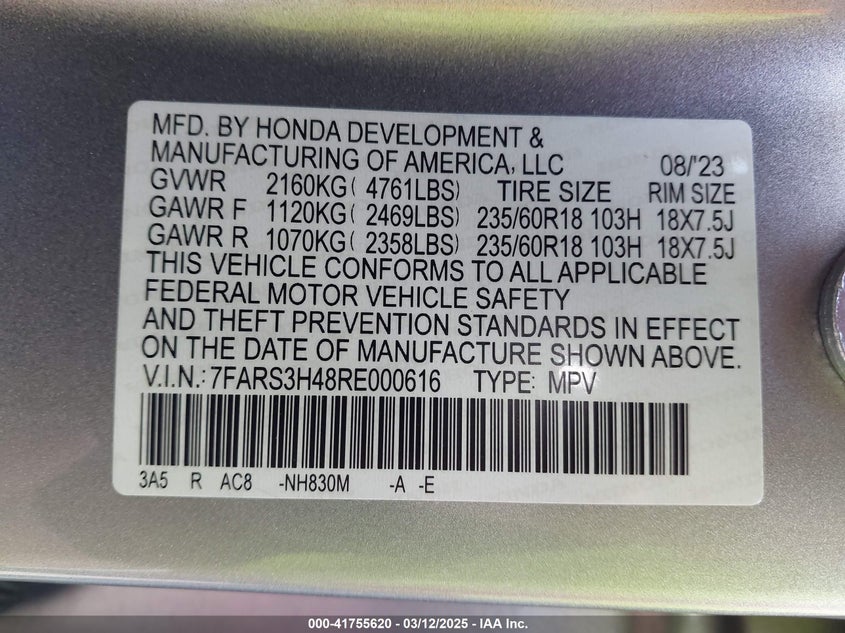 MFD. BY HONDA DEVELOPMENT &
MANUFACTURING OF AMERICA, LLC 08/'23
GVWR 2160KG( 4761LBS) TIRE SIZE RIM SIZE
GAWR F 1120KG( 2469LBS) 235/60R18 103H 18X7.5J
GAWR R 1070KG( 2358LBS) 235/60R18 103H 18X7.5J
THIS VEHICLE CONFORMS TO ALL APPLICABLE
FEDERAL MOTOR VEHICLE SAFETY
AND THEFT PREVENTION STANDARDS IN EFFECT
ON THE DATE OF MANUFACTURE SHOWN ABOVE.
V.I.N.: 7FARS3H48RE000616 TYPE: MPV
3A5 R AC8 -NH830M -A -E
000-41755620 - 03/12/2025 - IAA Inc.